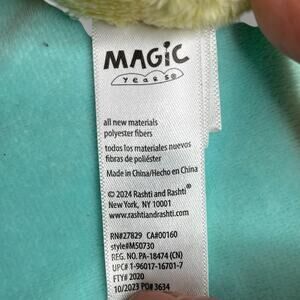 MAGiC
years®
all new materials
polyester fibers
todos los materiales nuevos
fibras de poliéster
Made in China/Hecho en China
© 2024 Rashti and Rashti®
New York, NY 10001
www.rashtiandrashti.com
RN#27829 CA#00160
style#MS0730
REG. NO. PA-18474 (CN)
UPC# 1-96017-16701-7
FTY# 2020
10/2023 PO# 3634